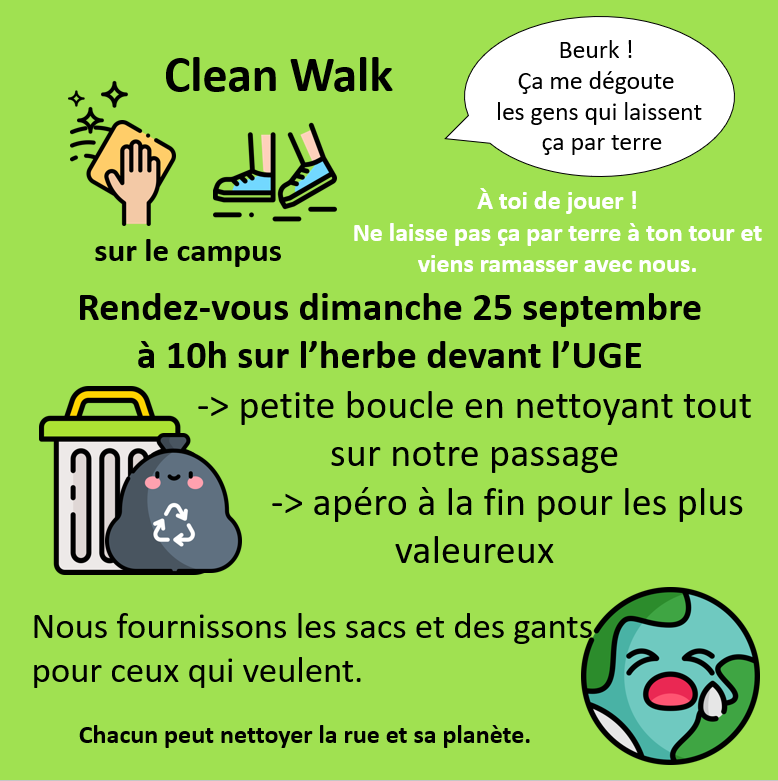 Clean Walk
sur le campus
Beurk !
Ça me dégoute
les gens qui laissent
ça par terre
À toi de jouer !
Ne laisse pas ça par terre à ton tour et
viens ramasser avec nous.
Rendez-vous dimanche 25 septembre
à 10h sur l’herbe devant l’UGE
-> petite boucle en nettoyant tout
sur notre passage
-> apéro à la fin pour les plus
valeureux
Nous fournissons les sacs et des gants
pour ceux qui veulent.
Chacun peut nettoyer la rue et sa planète.